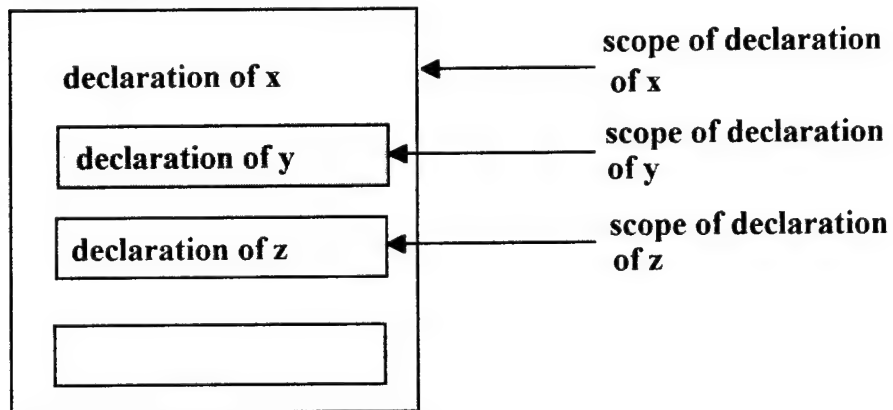 declaration of x
scope of declaration
of x
declaration of y
scope of declaration
of y
declaration of z
scope of declaration
of z